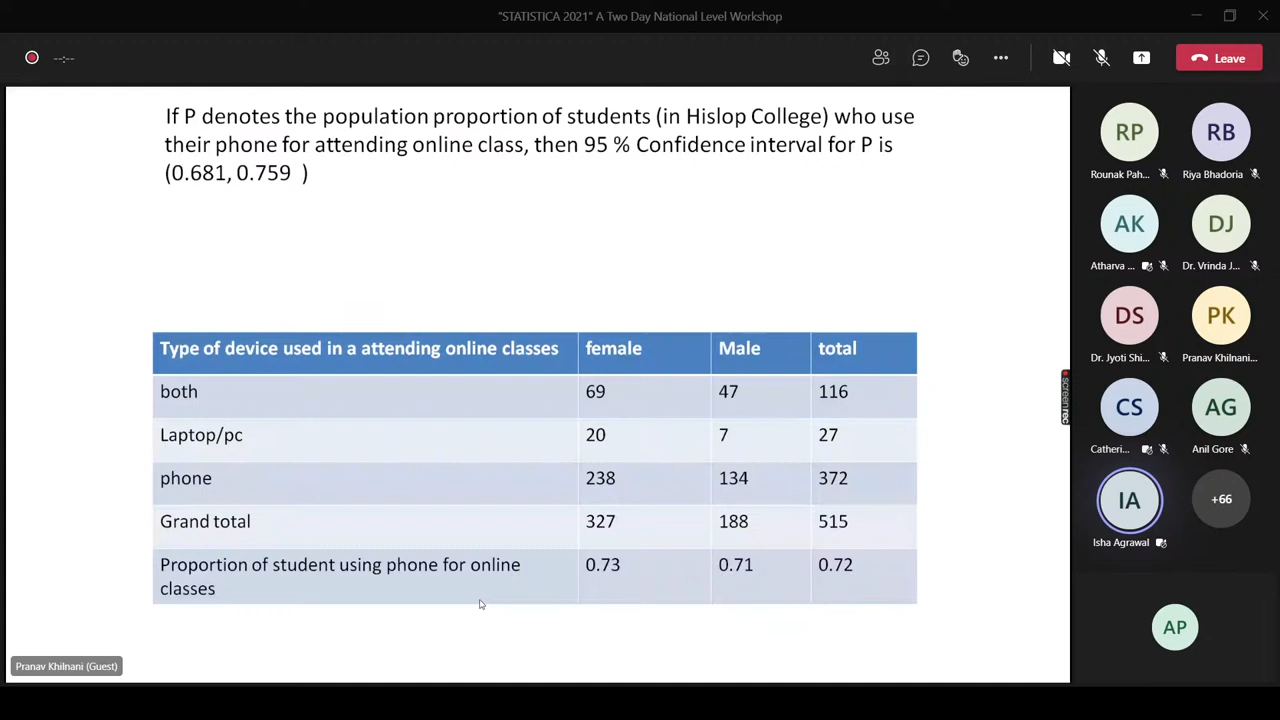 "STATISTICA 2021" A Two Day National Level Workshop
--:--
Leave
If P denotes the population proportion of students (in Hislop College) who use
their phone for attending online class, then 95 % Confidence interval for P is
(0.681, 0.759 )
Type of device used in a attending online classes female Male total
both 69 47 116
Laptop/pc 20 7 27
phone 238 134 372
Grand total 327 188 515
Proportion of student using phone for online classes 0.73 0.71 0.72
Pranav Khilnani (Guest)
screenrec
RP RB
Rounak Pah... Riya Bhadoria
AK DJ
Atharva ... Dr. Vrinda J...
DS PK
Dr. Jyoti Shi... Pranav Khilnani...
CS AG
Catheri... Anil Gore
IA +66
Isha Agrawal
AP